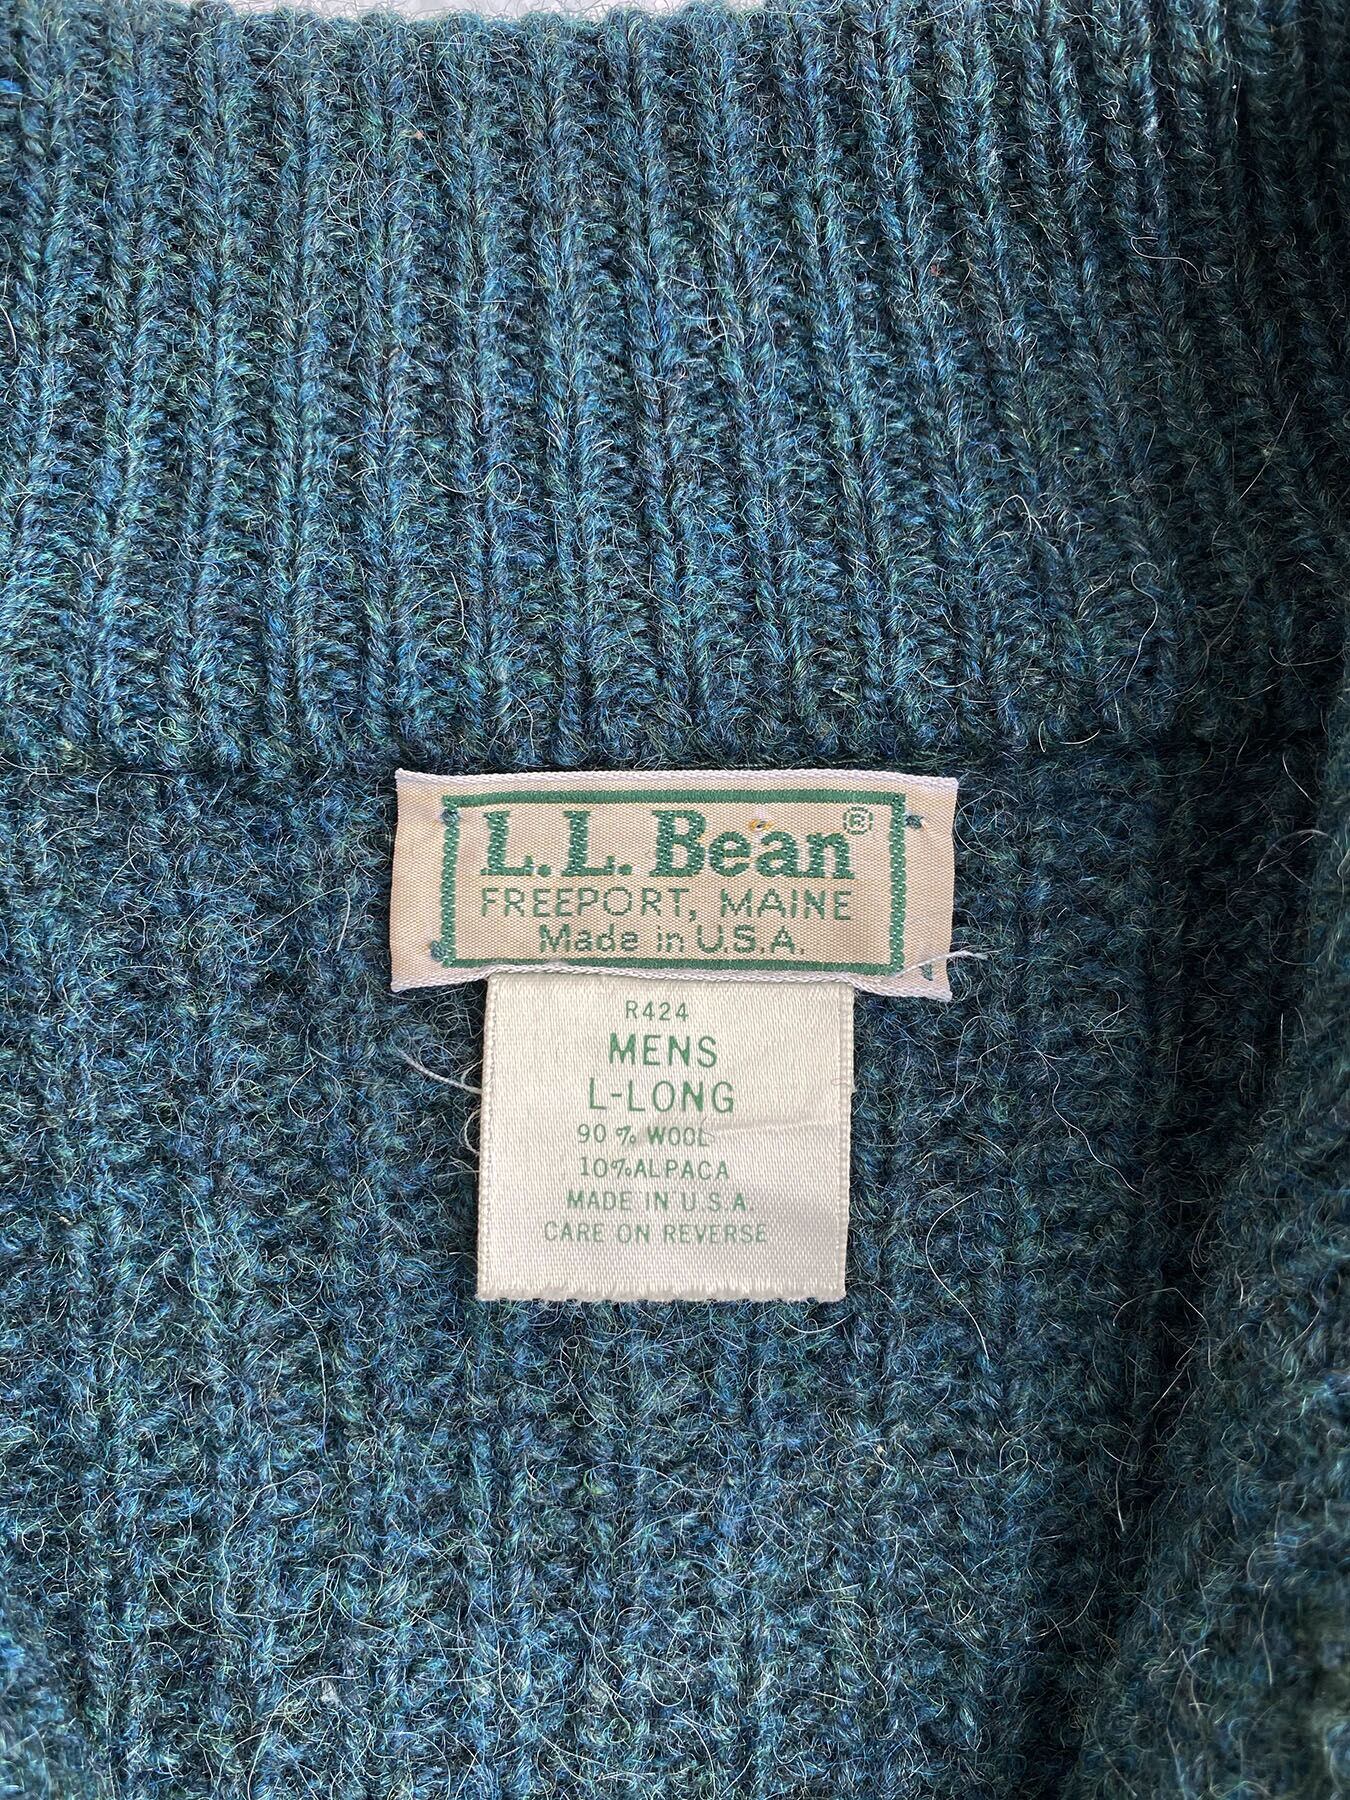 L.L.Bean®
FREEPORT, MAINE
Made in U.S.A.
R424
MENS
L-LONG
90 % WOOL
10%ALPACA
MADE IN U.S.A.
CARE ON REVERSE